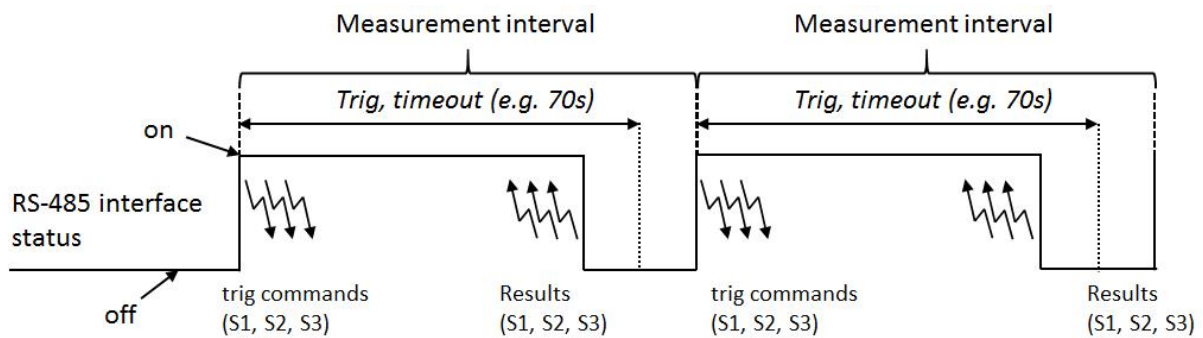 Measurement interval
Measurement interval
Trig, timeout (e.g. 70s)
Trig, timeout (e.g. 70s)
on
RS-485 interface
status
off
trig commands
(S1, S2, S3)
Results
(S1, S2, S3)
trig commands
(S1, S2, S3)
Results
(S1, S2, S3)